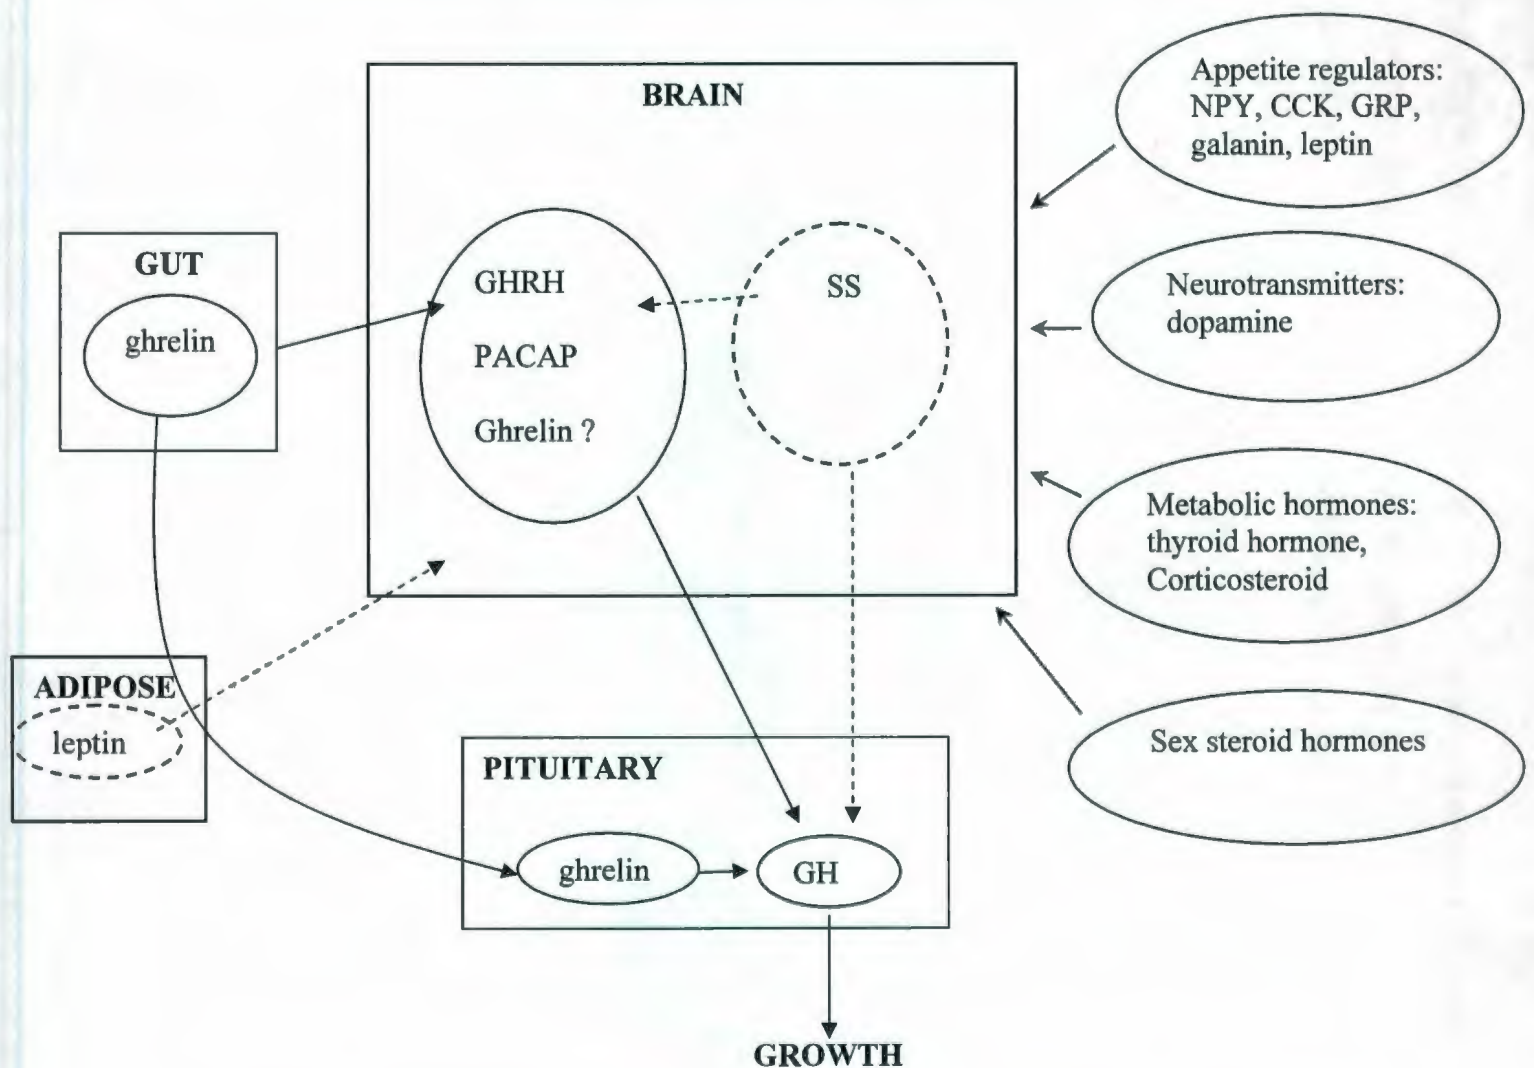 BRAIN
Appetite regulators:
NPY, CCK, GRP,
galanin, leptin
GUT
ghrelin
GHRH
PACAP
Ghrelin ?
SS
Neurotransmitters:
dopamine
Metabolic hormones:
thyroid hormone,
Corticosteroid
ADIPOSE
leptin
Sex steroid hormones
PITUITARY
ghrelin
GH
GROWTH